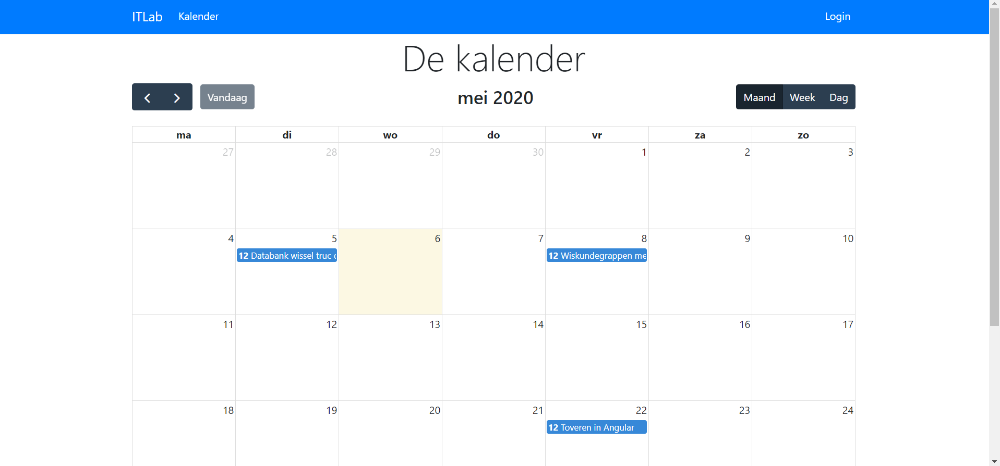 ITLab Kalender Login
De kalender
Vandaag mei 2020 Maand Week Dag
ma di wo do vr za zo
27 28 29 30 1 2 3
4 5 6 7 8 9 10
12 Databank wissel truc 12 Wiskundegrappen me
11 12 13 14 15 16 17
18 19 20 21 22 23 24
12 Toveren in Angular